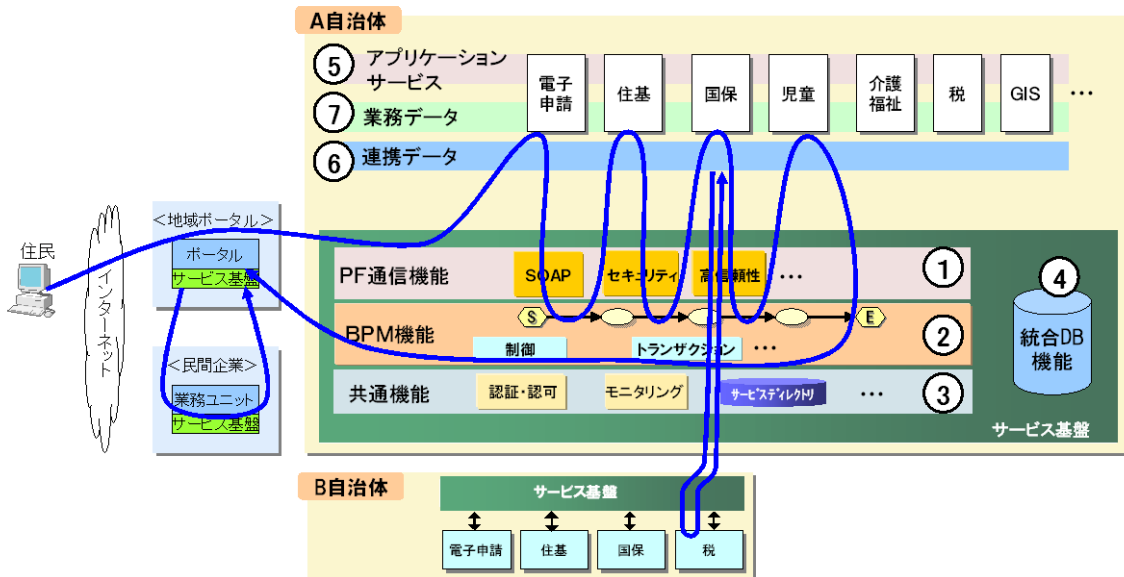 A自治体
⑤ アプリケーション
サービス
⑦ 業務データ
⑥ 連携データ
電子
申請
住基
国保
児童
介護
福祉
税
GIS
…
住民
インターネット
＜地域ポータル＞
ポータル
サービス基盤
＜民間企業＞
業務ユニット
サービス基盤
PF通信機能
SOAP
セキュリティ
高信頼性
…
①
BPM機能
S
E
制御
トランザクション
…
②
共通機能
認証・認可
モニタリング
サービスディレクトリ
…
③
④
統合DB
機能
サービス基盤
B自治体
サービス基盤
電子申請
住基
国保
税